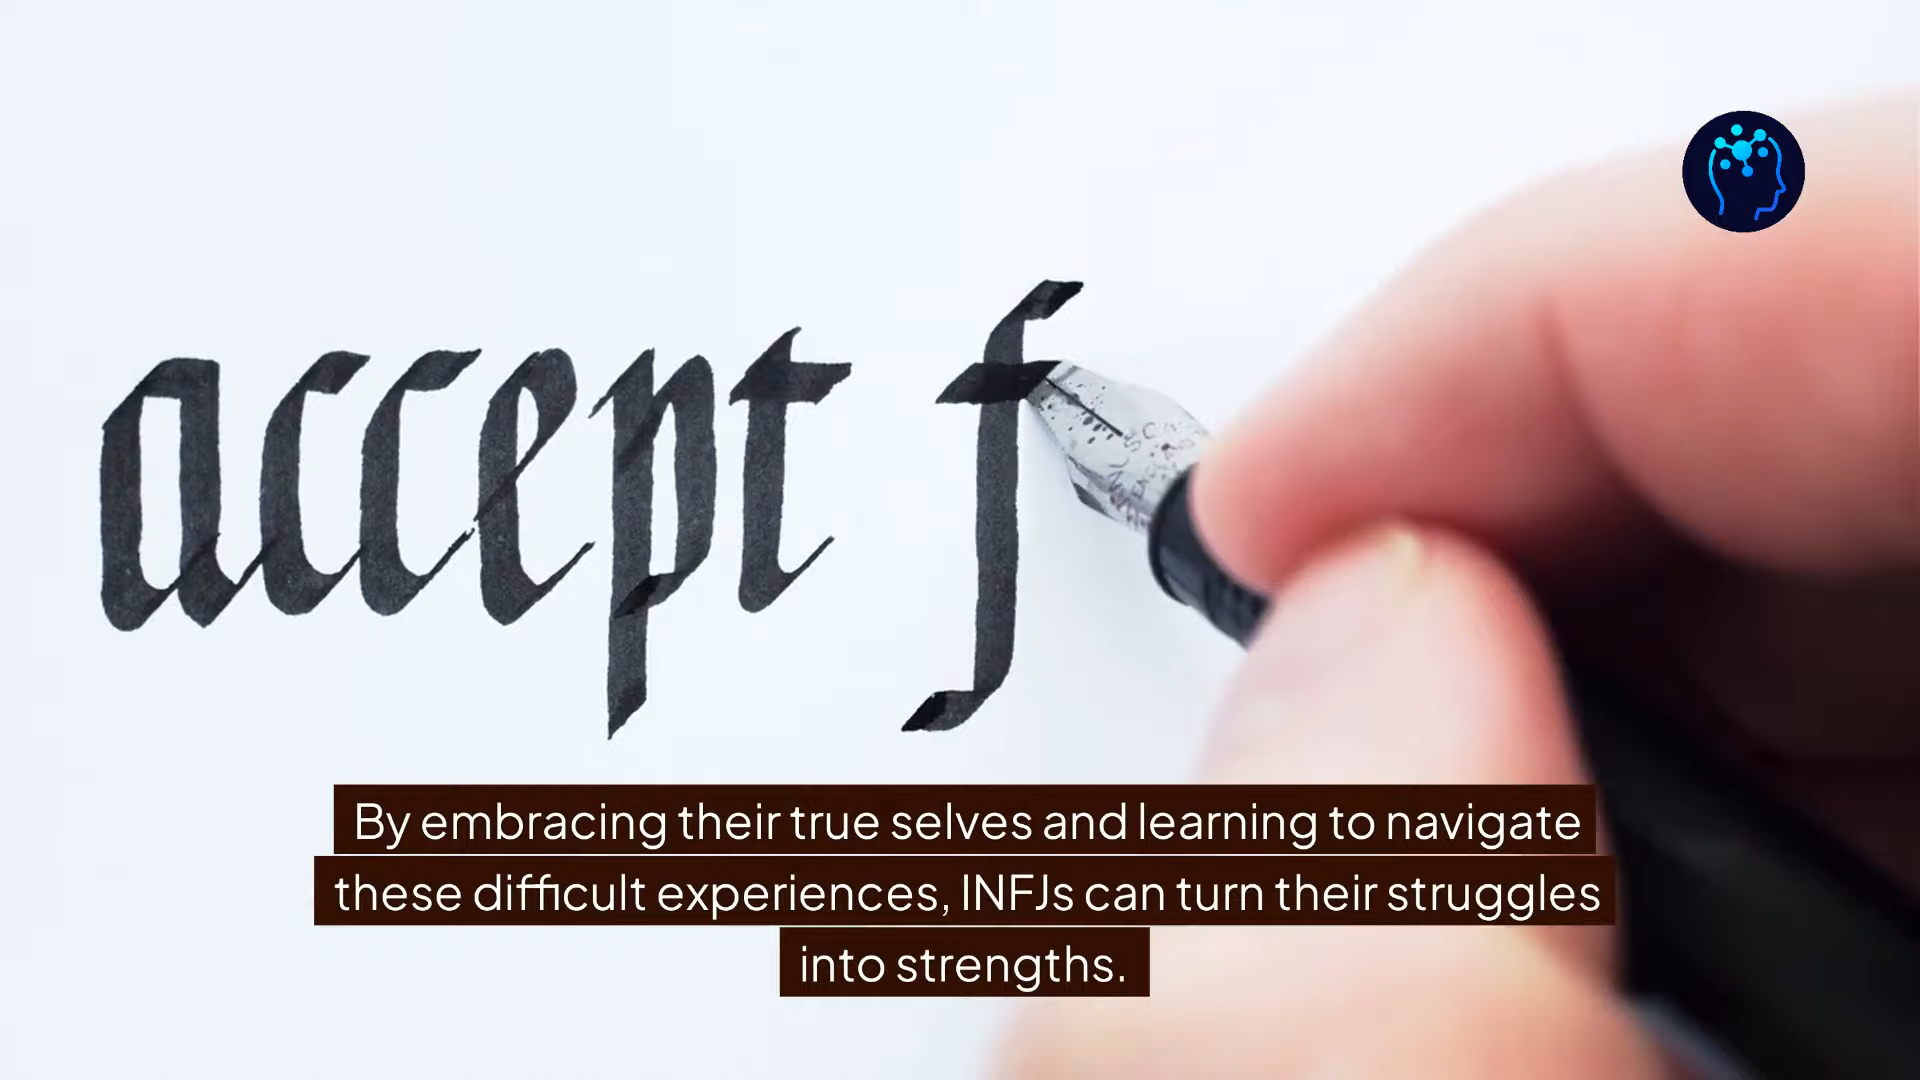 accept f
By embracing their true selves and learning to navigate
these difficult experiences, INFJs can turn their struggles
into strengths.